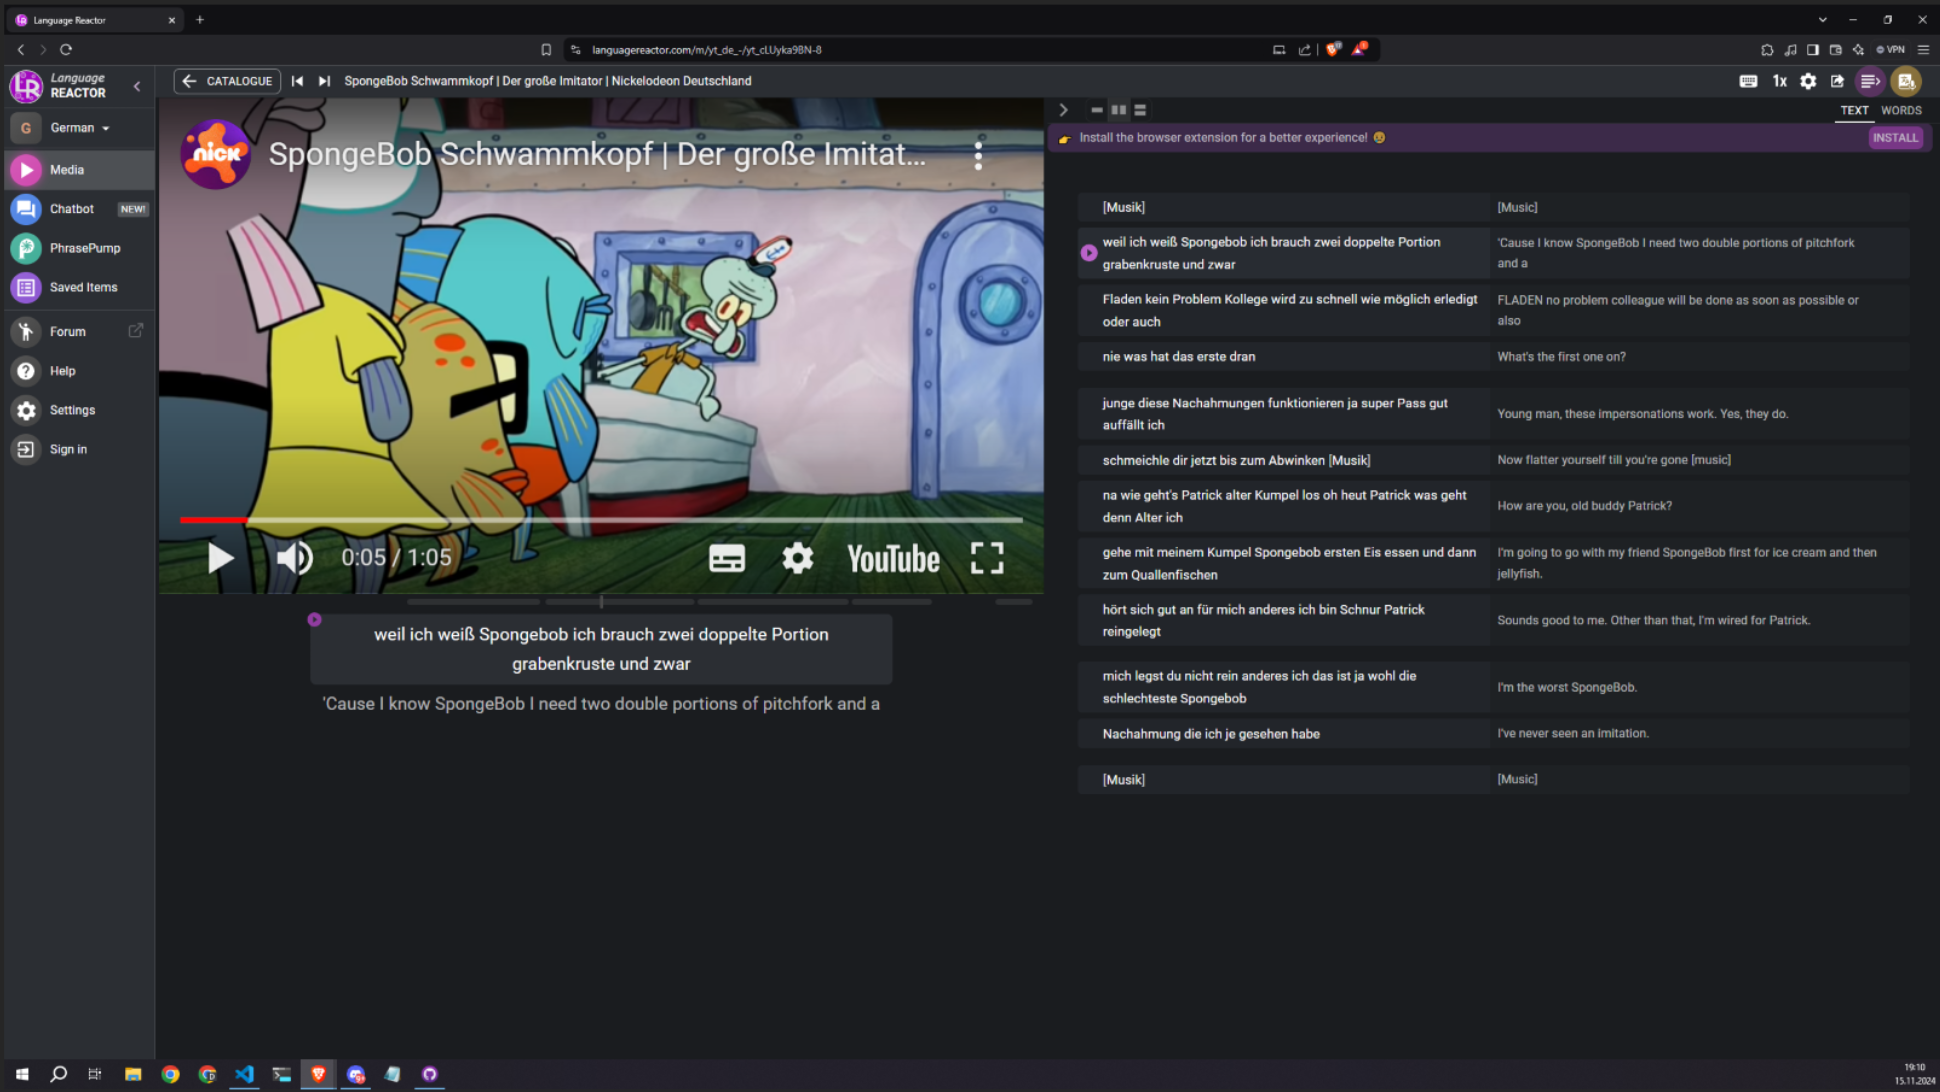 Language Reactor
languagereactor.com/m/yt_de_-/yt_cLUyka9BN-8
VPN
Language
REACTOR
CATALOGUE
SpongeBob Schwammkopf | Der große Imitator | Nickelodeon Deutschland
1x
G
German
Media
Chatbot
NEW!
PhrasePump
Saved Items
Forum
Help
Settings
Sign in
nick
SpongeBob Schwammkopf | Der große Imitat...
0:05 / 1:05
YouTube
weil ich weiß Spongebob ich brauch zwei doppelte Portion
grabenkruste und zwar
'Cause I know SpongeBob I need two double portions of pitchfork and a
TEXT WORDS
Install the browser extension for a better experience!
INSTALL
[Musik]
[Music]
weil ich weiß Spongebob ich brauch zwei doppelte Portion
grabenkruste und zwar
'Cause I know SpongeBob I need two double portions of pitchfork
and a
Fladen kein Problem Kollege wird zu schnell wie möglich erledigt
oder auch
FLADEN no problem colleague will be done as soon as possible or
also
nie was hat das erste dran
What's the first one on?
junge diese Nachahmungen funktionieren ja super Pass gut
auffällt ich
Young man, these impersonations work. Yes, they do.
schmeichle dir jetzt bis zum Abwinken [Musik]
Now flatter yourself till you're gone [music]
na wie geht's Patrick alter Kumpel los oh heut Patrick was geht
denn Alter ich
How are you, old buddy Patrick?
gehe mit meinem Kumpel Spongebob ersten Eis essen und dann
zum Quallenfischen
I'm going to go with my friend SpongeBob first for ice cream and then
jellyfish.
hört sich gut an für mich anderes ich bin Schnur Patrick
reingelegt
Sounds good to me. Other than that, I'm wired for Patrick.
mich legst du nicht rein anderes ich das ist ja wohl die
schlechteste Spongebob
I'm the worst SpongeBob.
Nachahmung die ich je gesehen habe
I've never seen an imitation.
[Musik]
[Music]
19:10
15.11.2024